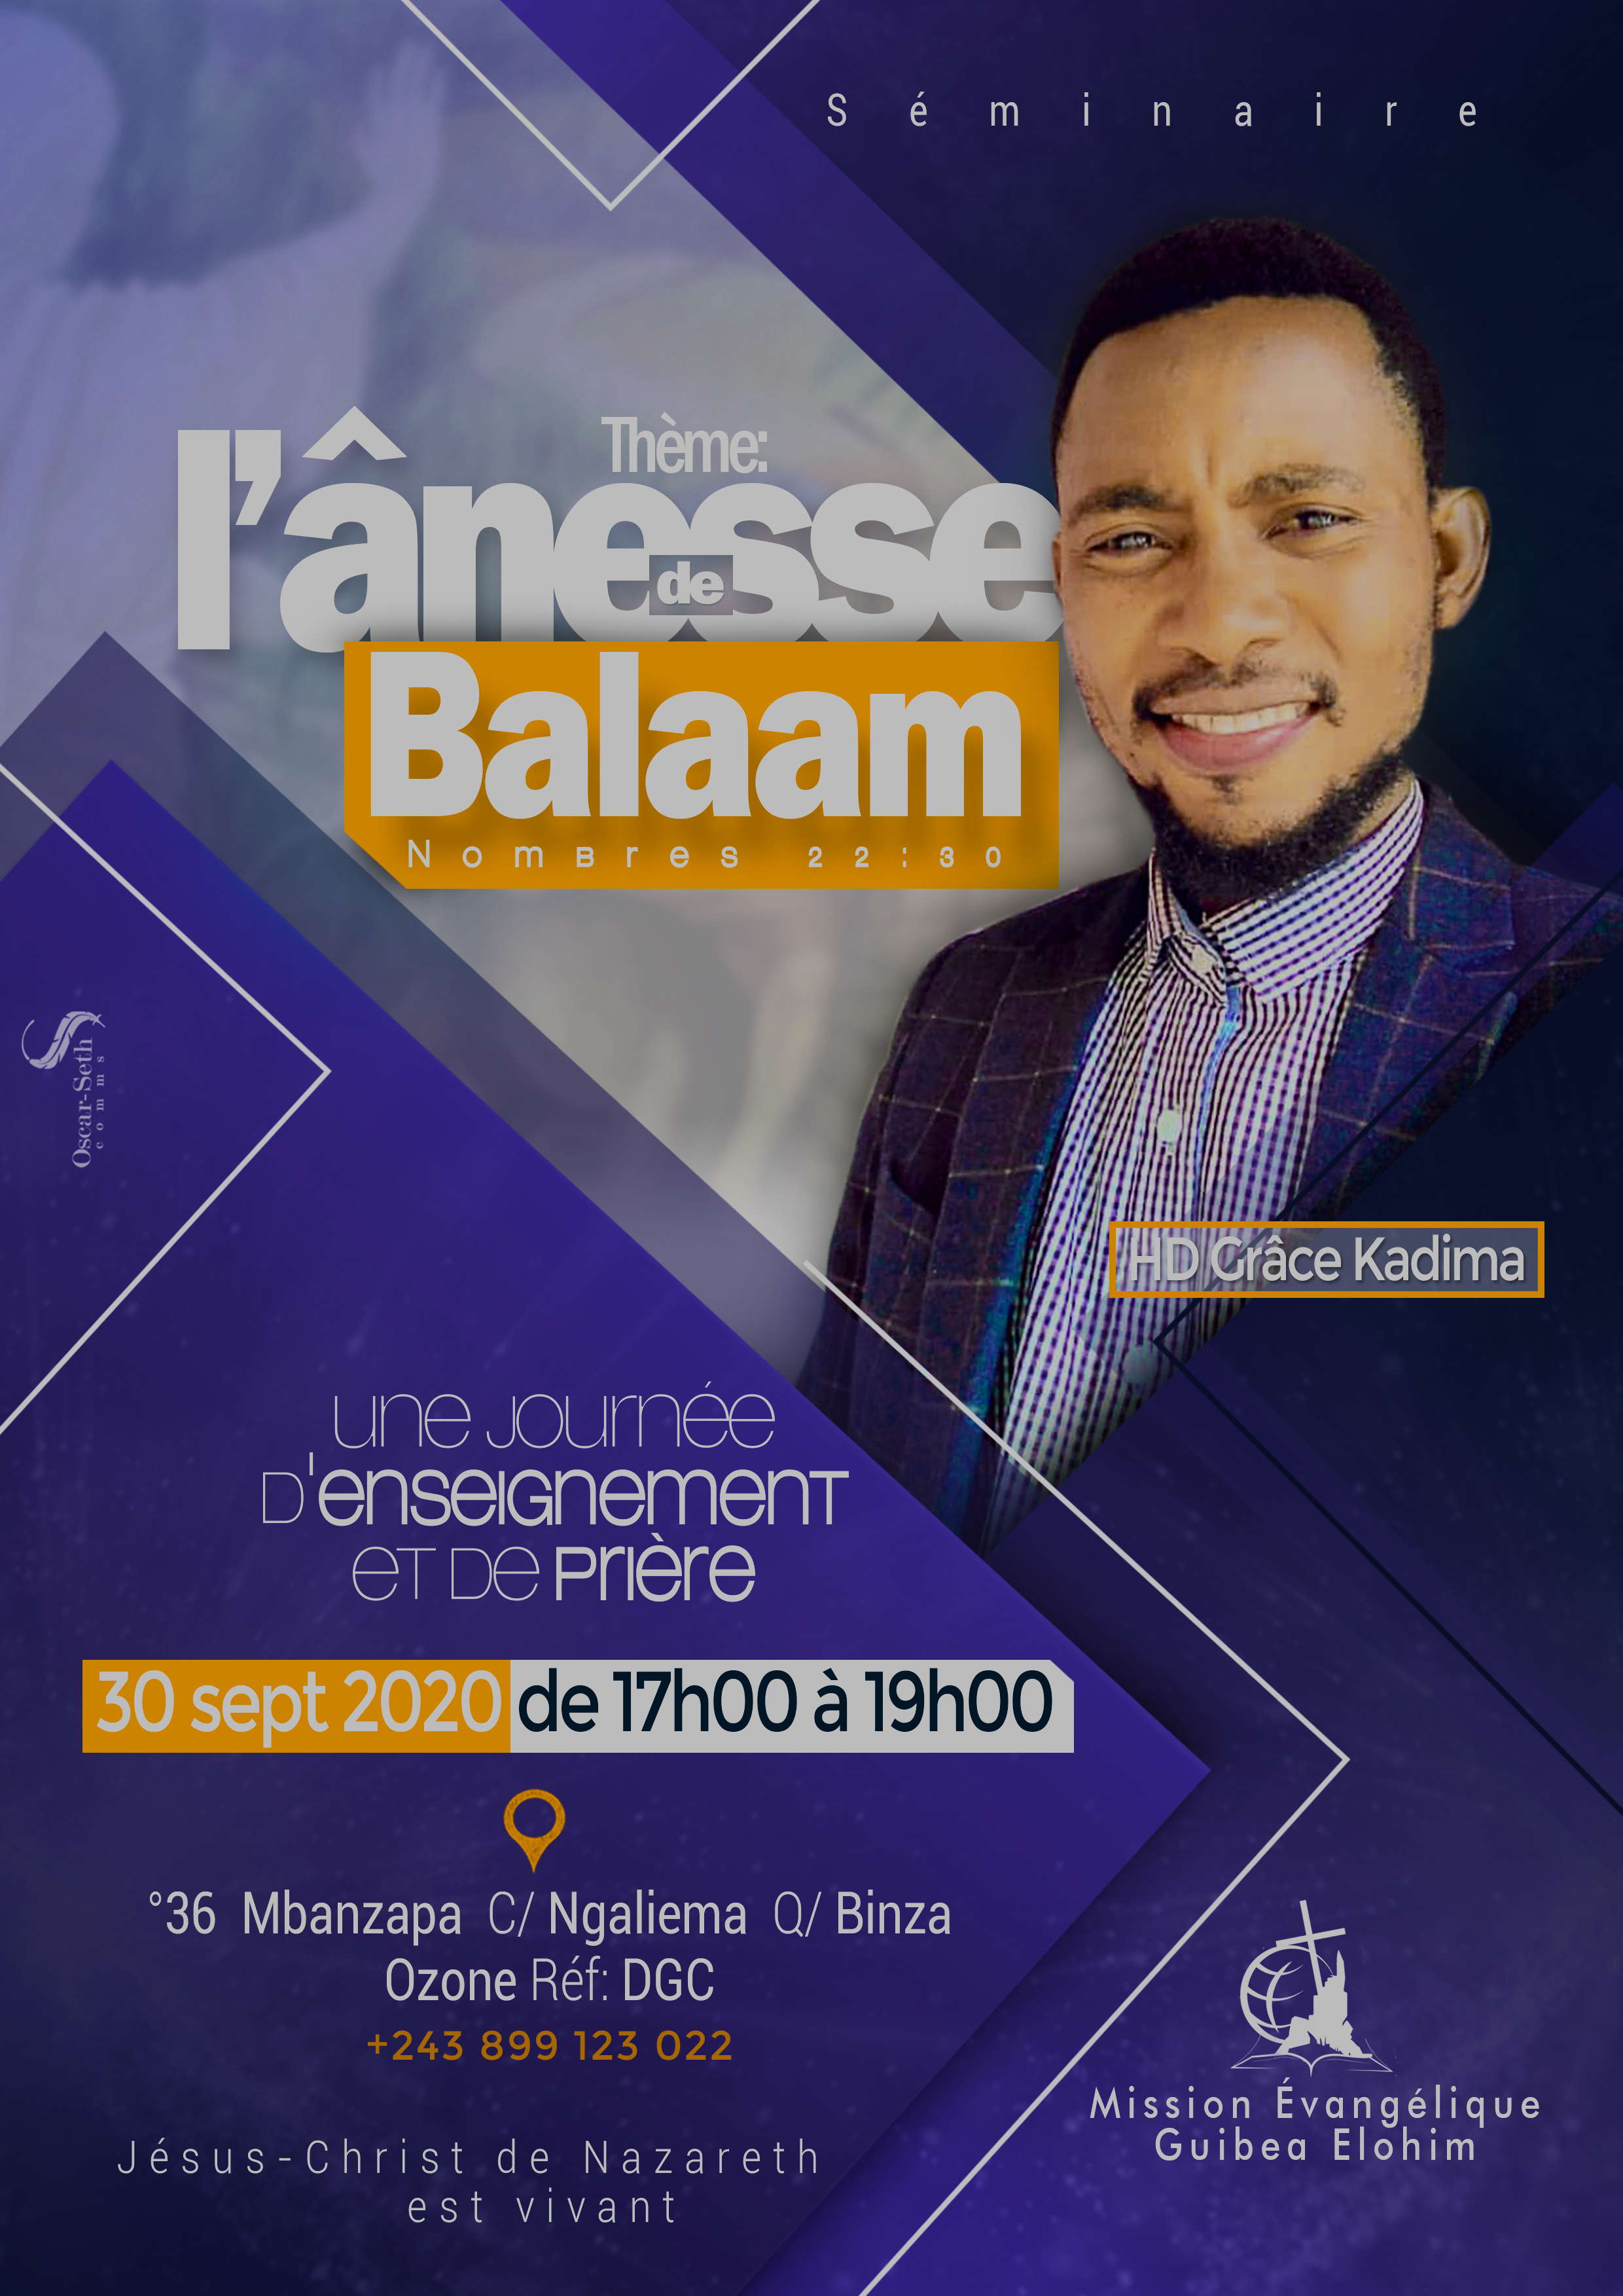 Séminaire
Thème:
l'ânesse
de
Balaam
Nombres 22:30
Oscar-Seth
comms
HD Grâce Kadima
une journée
d'enseignement
et de prière
30 sept 2020 de 17h00 à 19h00
°36 Mbanzapa C/ Ngaliema Q/ Binza
Ozone Réf: DGC
+243 899 123 022
Mission Évangélique
Guibea Elohim
Jésus-Christ de Nazareth
est vivant